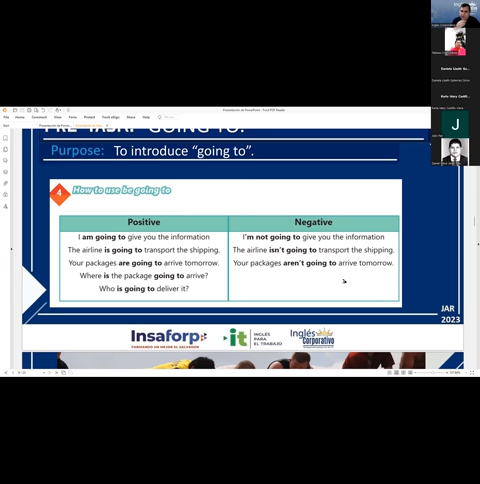 Presentación de PowerPoint - Foxit PDF Reader
File Home Comment View Form Protect Foxit eSign Share Help
PRE-TASK: GOING TO.
Purpose: To introduce "going to".
4 How to use be going to
Positive Negative
I am going to give you the information I'm not going to give you the information
The airline is going to transport the shipping. The airline isn't going to transport the shipping.
Your packages are going to arrive tomorrow. Your packages aren't going to arrive tomorrow.
Where is the package going to arrive?
Who is going to deliver it?
JAR
2023
Insaforp
FORMANDO UN MEJOR EL SALVADOR
it INGLÉS
PARA
EL TRABAJO
Inglés
Corporativo
J